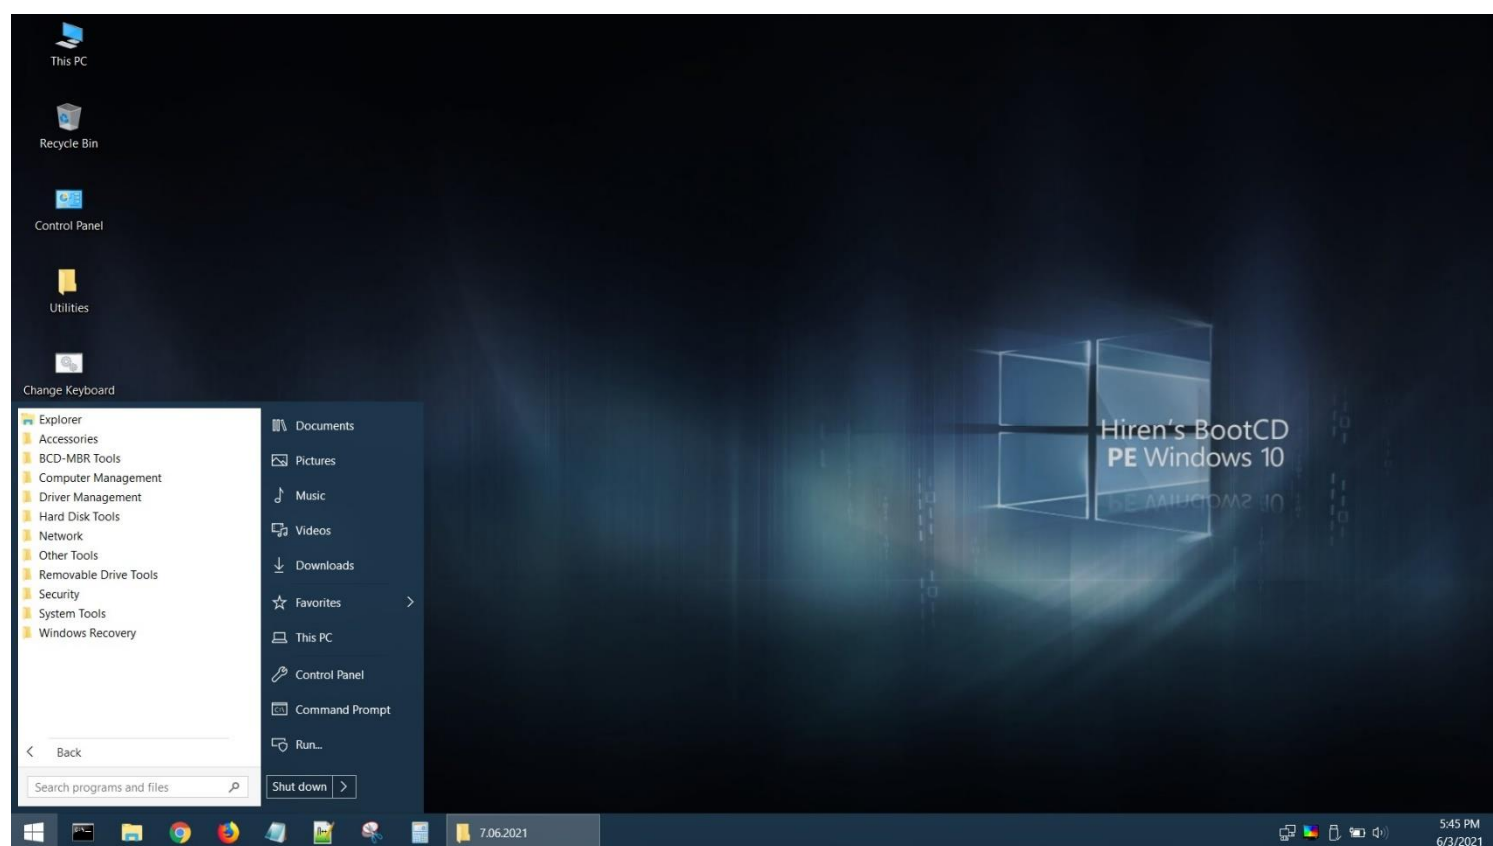 This PC
Recycle Bin
Control Panel
Utilities
Change Keyboard
Explorer
Accessories
BCD-MBR Tools
Computer Management
Driver Management
Hard Disk Tools
Network
Other Tools
Removable Drive Tools
Security
System Tools
Windows Recovery
Back
Search programs and files
Documents
Pictures
Music
Videos
Downloads
Favorites
This PC
Control Panel
Command Prompt
Run...
Shut down
Hiren's BootCD
PE Windows 10
7.06.2021
5:45 PM
6/3/2021